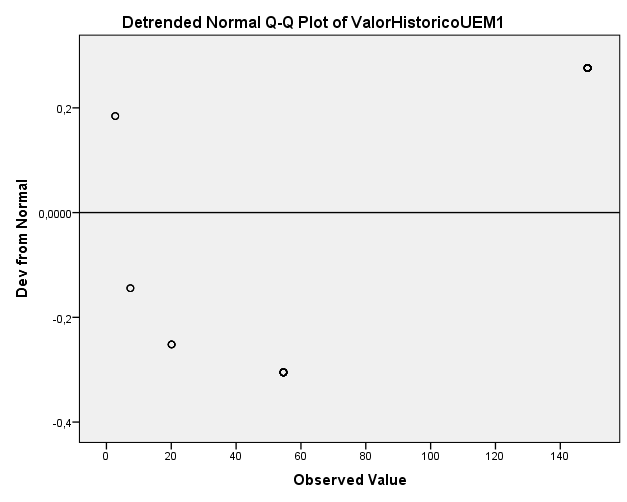 Detrended Normal Q-Q Plot of ValorHistoricoUEM1
0,2
0,0000
-0,2
-0,4
Dev from Normal
0 20 40 60 80 100 120 140
Observed Value